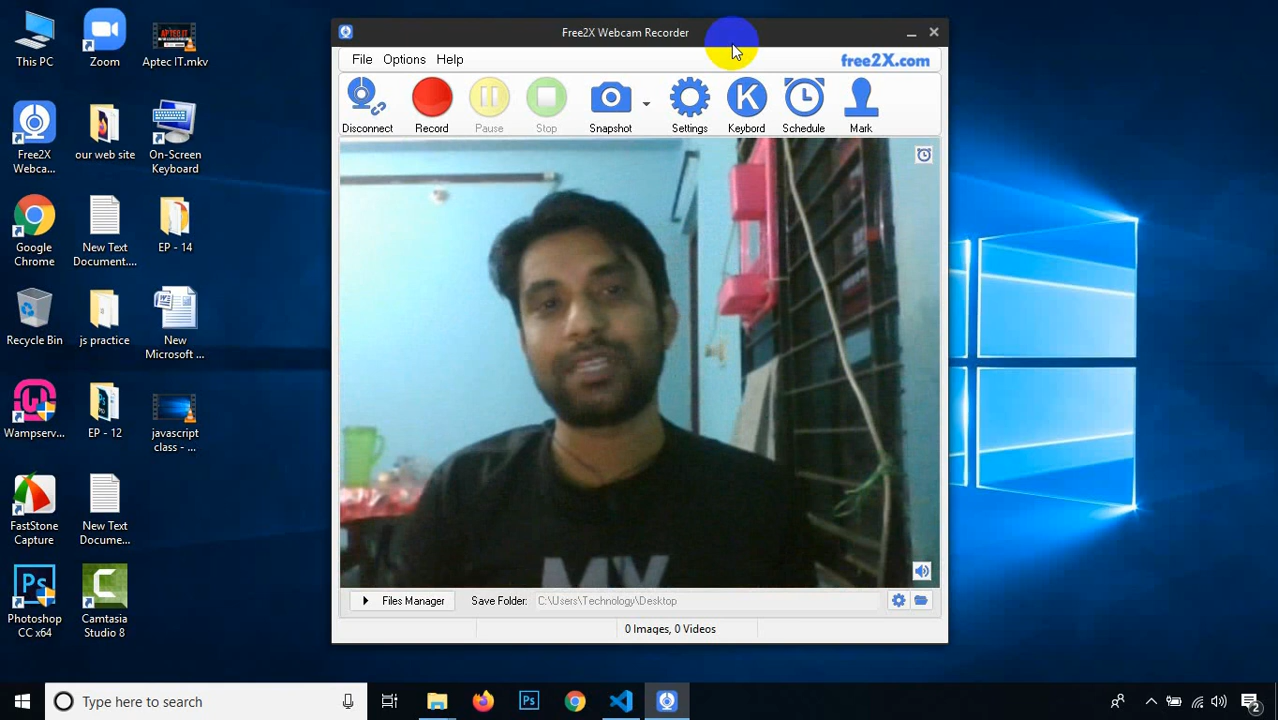 This PC
Zoom
Aptec IT.mkv
Free2X
Webca...
our web site
On-Screen
Keyboard
Google
Chrome
New Text
Document....
EP - 14
Recycle Bin
js practice
New
Microsoft ...
Wampserv...
EP - 12
javascript
class - ...
FastStone
Capture
New Text
Docume...
Photoshop
CC x64
Camtasia
Studio 8
Free2X Webcam Recorder
File Options Help
free2X.com
Disconnect Record Pause Stop Snapshot Settings Keybord Schedule Mark
MY
Files Manager Save Folder: C:\Users\Technology\Desktop
0 Images, 0 Videos
Type here to search
2